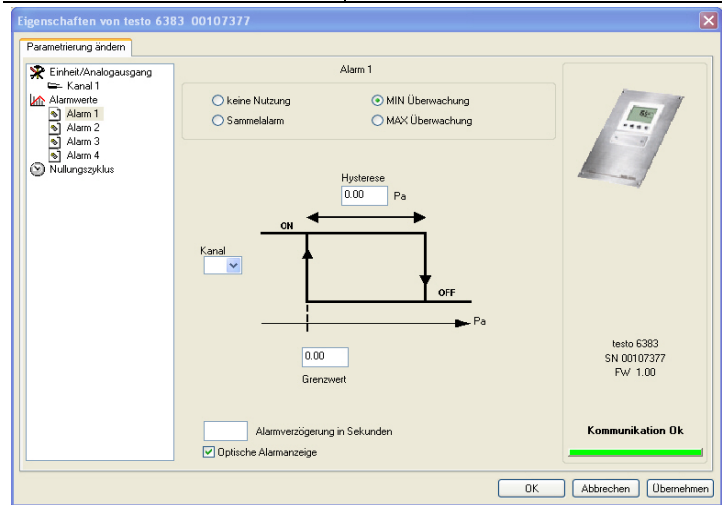 Eigenschaften von testo 6383 00107377
Parametrierung ändern
Einheit/Analogausgang
Kanal 1
Alarmwerte
Alarm 1
Alarm 2
Alarm 3
Alarm 4
Nullungszyklus
Alarm 1
keine Nutzung
MIN Überwachung
Sammelalarm
MAX Überwachung
Hysterese
0.00 Pa
ON
Kanal
OFF
Pa
0.00
Grenzwert
Alarmverzögerung in Sekunden
Optische Alarmanzeige
testo 6383
SN 00107377
FW 1.00
Kommunikation Ok
OK Abbrechen Übernehmen